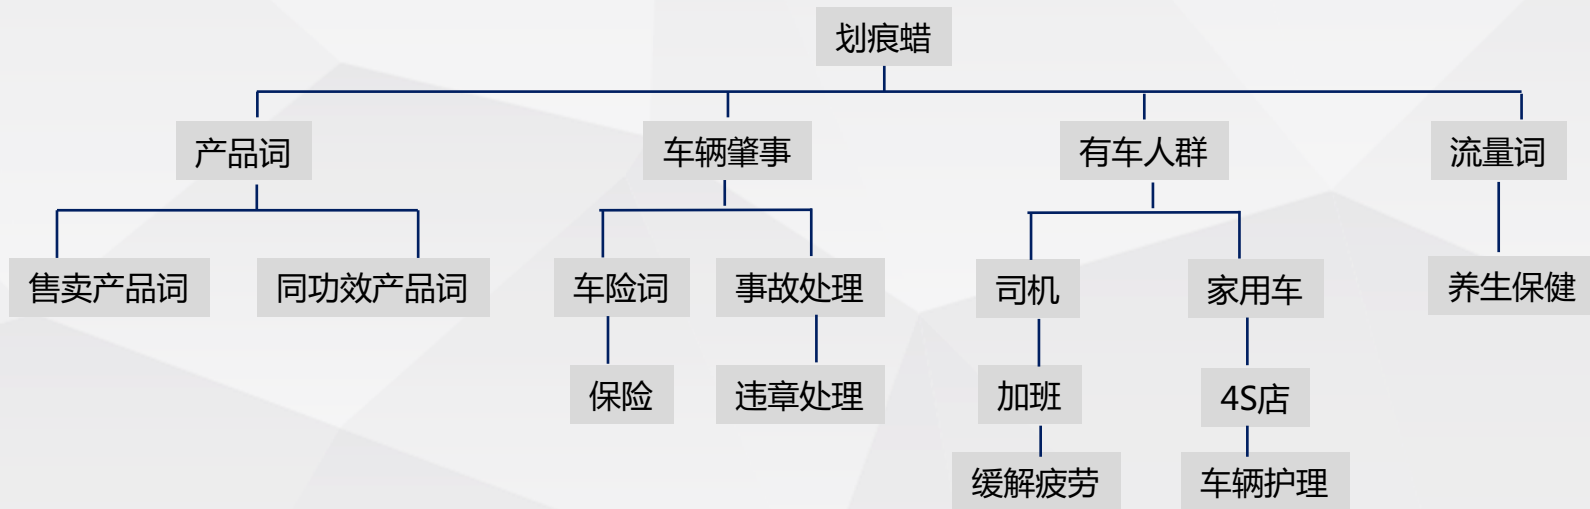 划痕蜡
产品词
车辆肇事
有车人群
流量词
售卖产品词
同功效产品词
车险词
事故处理
司机
家用车
养生保健
保险
违章处理
加班
4S店
缓解疲劳
车辆护理